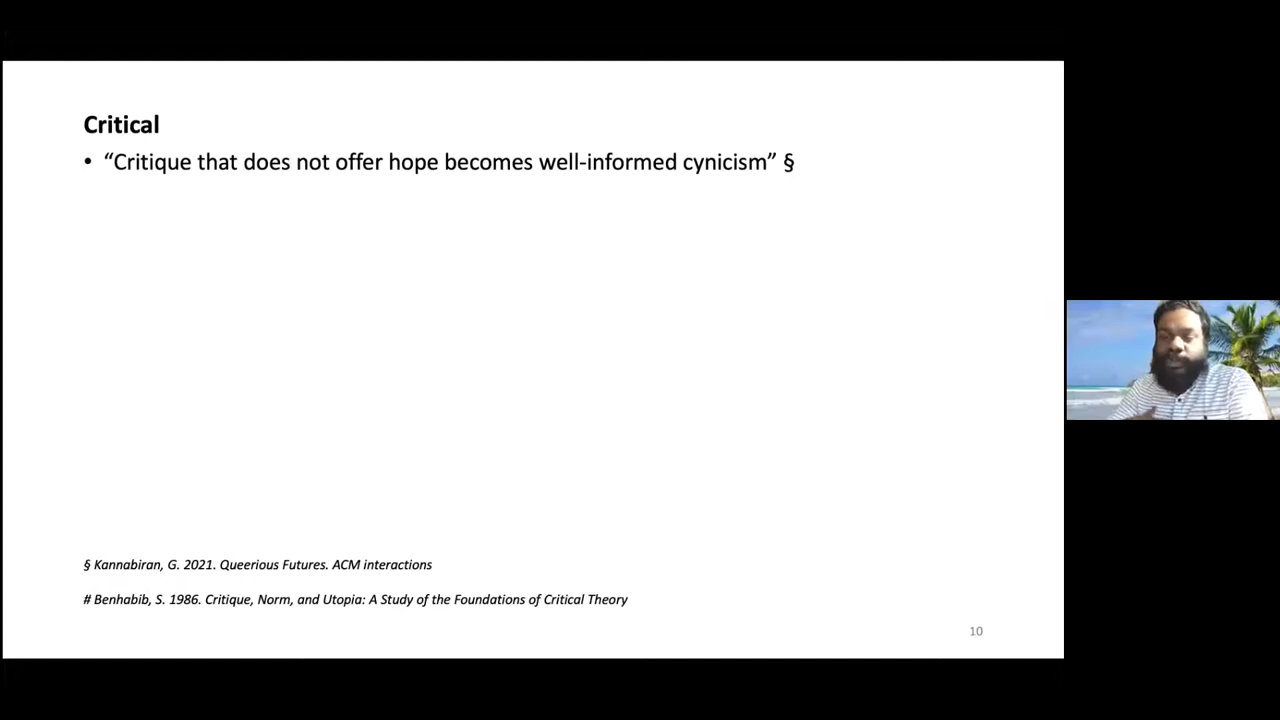 Critical
• “Critique that does not offer hope becomes well-informed cynicism” §
§ Kannabiran, G. 2021. Queerious Futures. ACM interactions
# Benhabib, S. 1986. Critique, Norm, and Utopia: A Study of the Foundations of Critical Theory
10